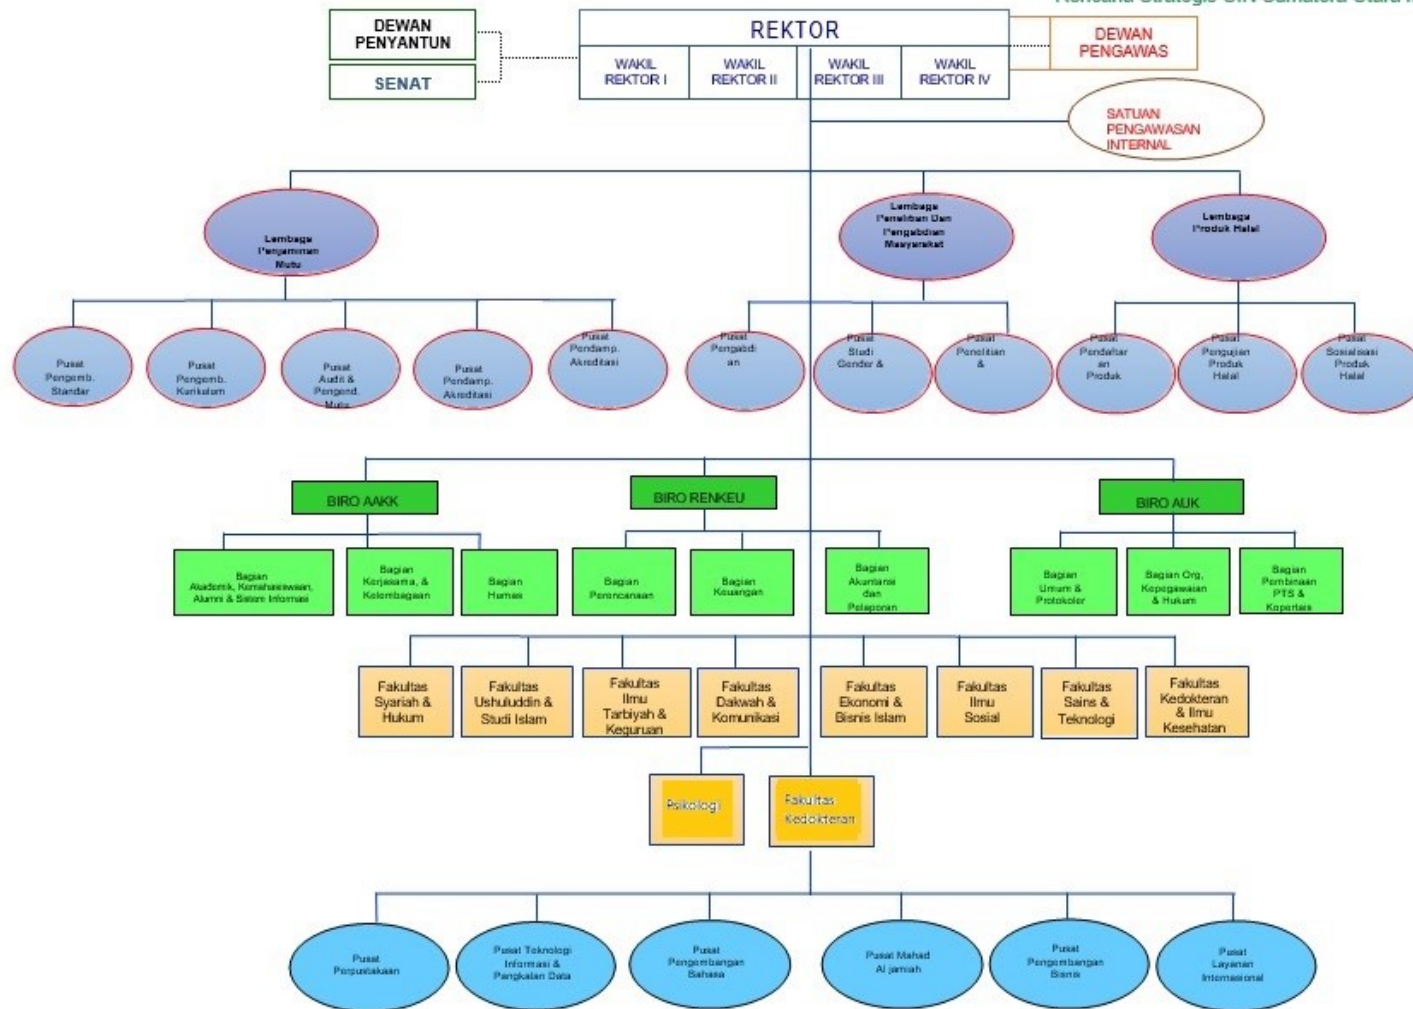 DEWAN
PENYANTUN
SENAT
REKTOR
WAKIL
REKTOR I
WAKIL
REKTOR II
WAKIL
REKTOR III
WAKIL
REKTOR IV
DEWAN
PENGAWAS
SATUAN
PENGAWASAN
INTERNAL
Lembaga
Penjaminan
Mutu
Lembaga
Penelitian Dan
Pengabdian
Masyarakat
Lembaga
Produk Halal
Pusat
Pengemb.
Standar
Pusat
Pengemb.
Kurikulum
Pusat
Audit &
Pengend.
Mutu
Pusat
Pendamp.
Akreditasi
Pusat
Pendamp.
Akreditasi
Pusat
Pengabdi
an
Pusat
Studi
Gender &
Pusat
Penelitian
&
Pusat
Pendaftar
an
Produk
Pusat
Pengujian
Produk
Halal
Pusat
Sosialisasi
Produk
Halal
BIRO AAKK
BIRO RENKEU
BIRO AUK
Bagian
Akademik, Kemahasiswaan,
Alumni & Sistem Informasi
Bagian
Kerjasama, &
Kelembagaan
Bagian
Humas
Bagian
Perencanaan
Bagian
Keuangan
Bagian
Akuntansi
dan
Pelaporan
Bagian
Umum &
Protokoler
Bagian Org,
Kepegawaian
& Hukum
Bagian
Pembinaan
PTS &
Kopertais
Fakultas
Syariah &
Hukum
Fakultas
Ushuluddin &
Studi Islam
Fakultas
Ilmu
Tarbiyah &
Keguruan
Fakultas
Dakwah &
Komunikasi
Fakultas
Ekonomi &
Bisnis Islam
Fakultas
Ilmu
Sosial
Fakultas
Sains &
Teknologi
Fakultas
Kedokteran
& Ilmu
Kesehatan
Psikologi
Fakultas
Kedokteran
Pusat
Perpustakaan
Pusat Teknologi
Informasi &
Pangkalan Data
Pusat
Pengembangan
Bahasa
Pusat Mahad
Al jamiah
Pusat
Pengembangan
Bisnis
Pusat
Layanan
Internasional